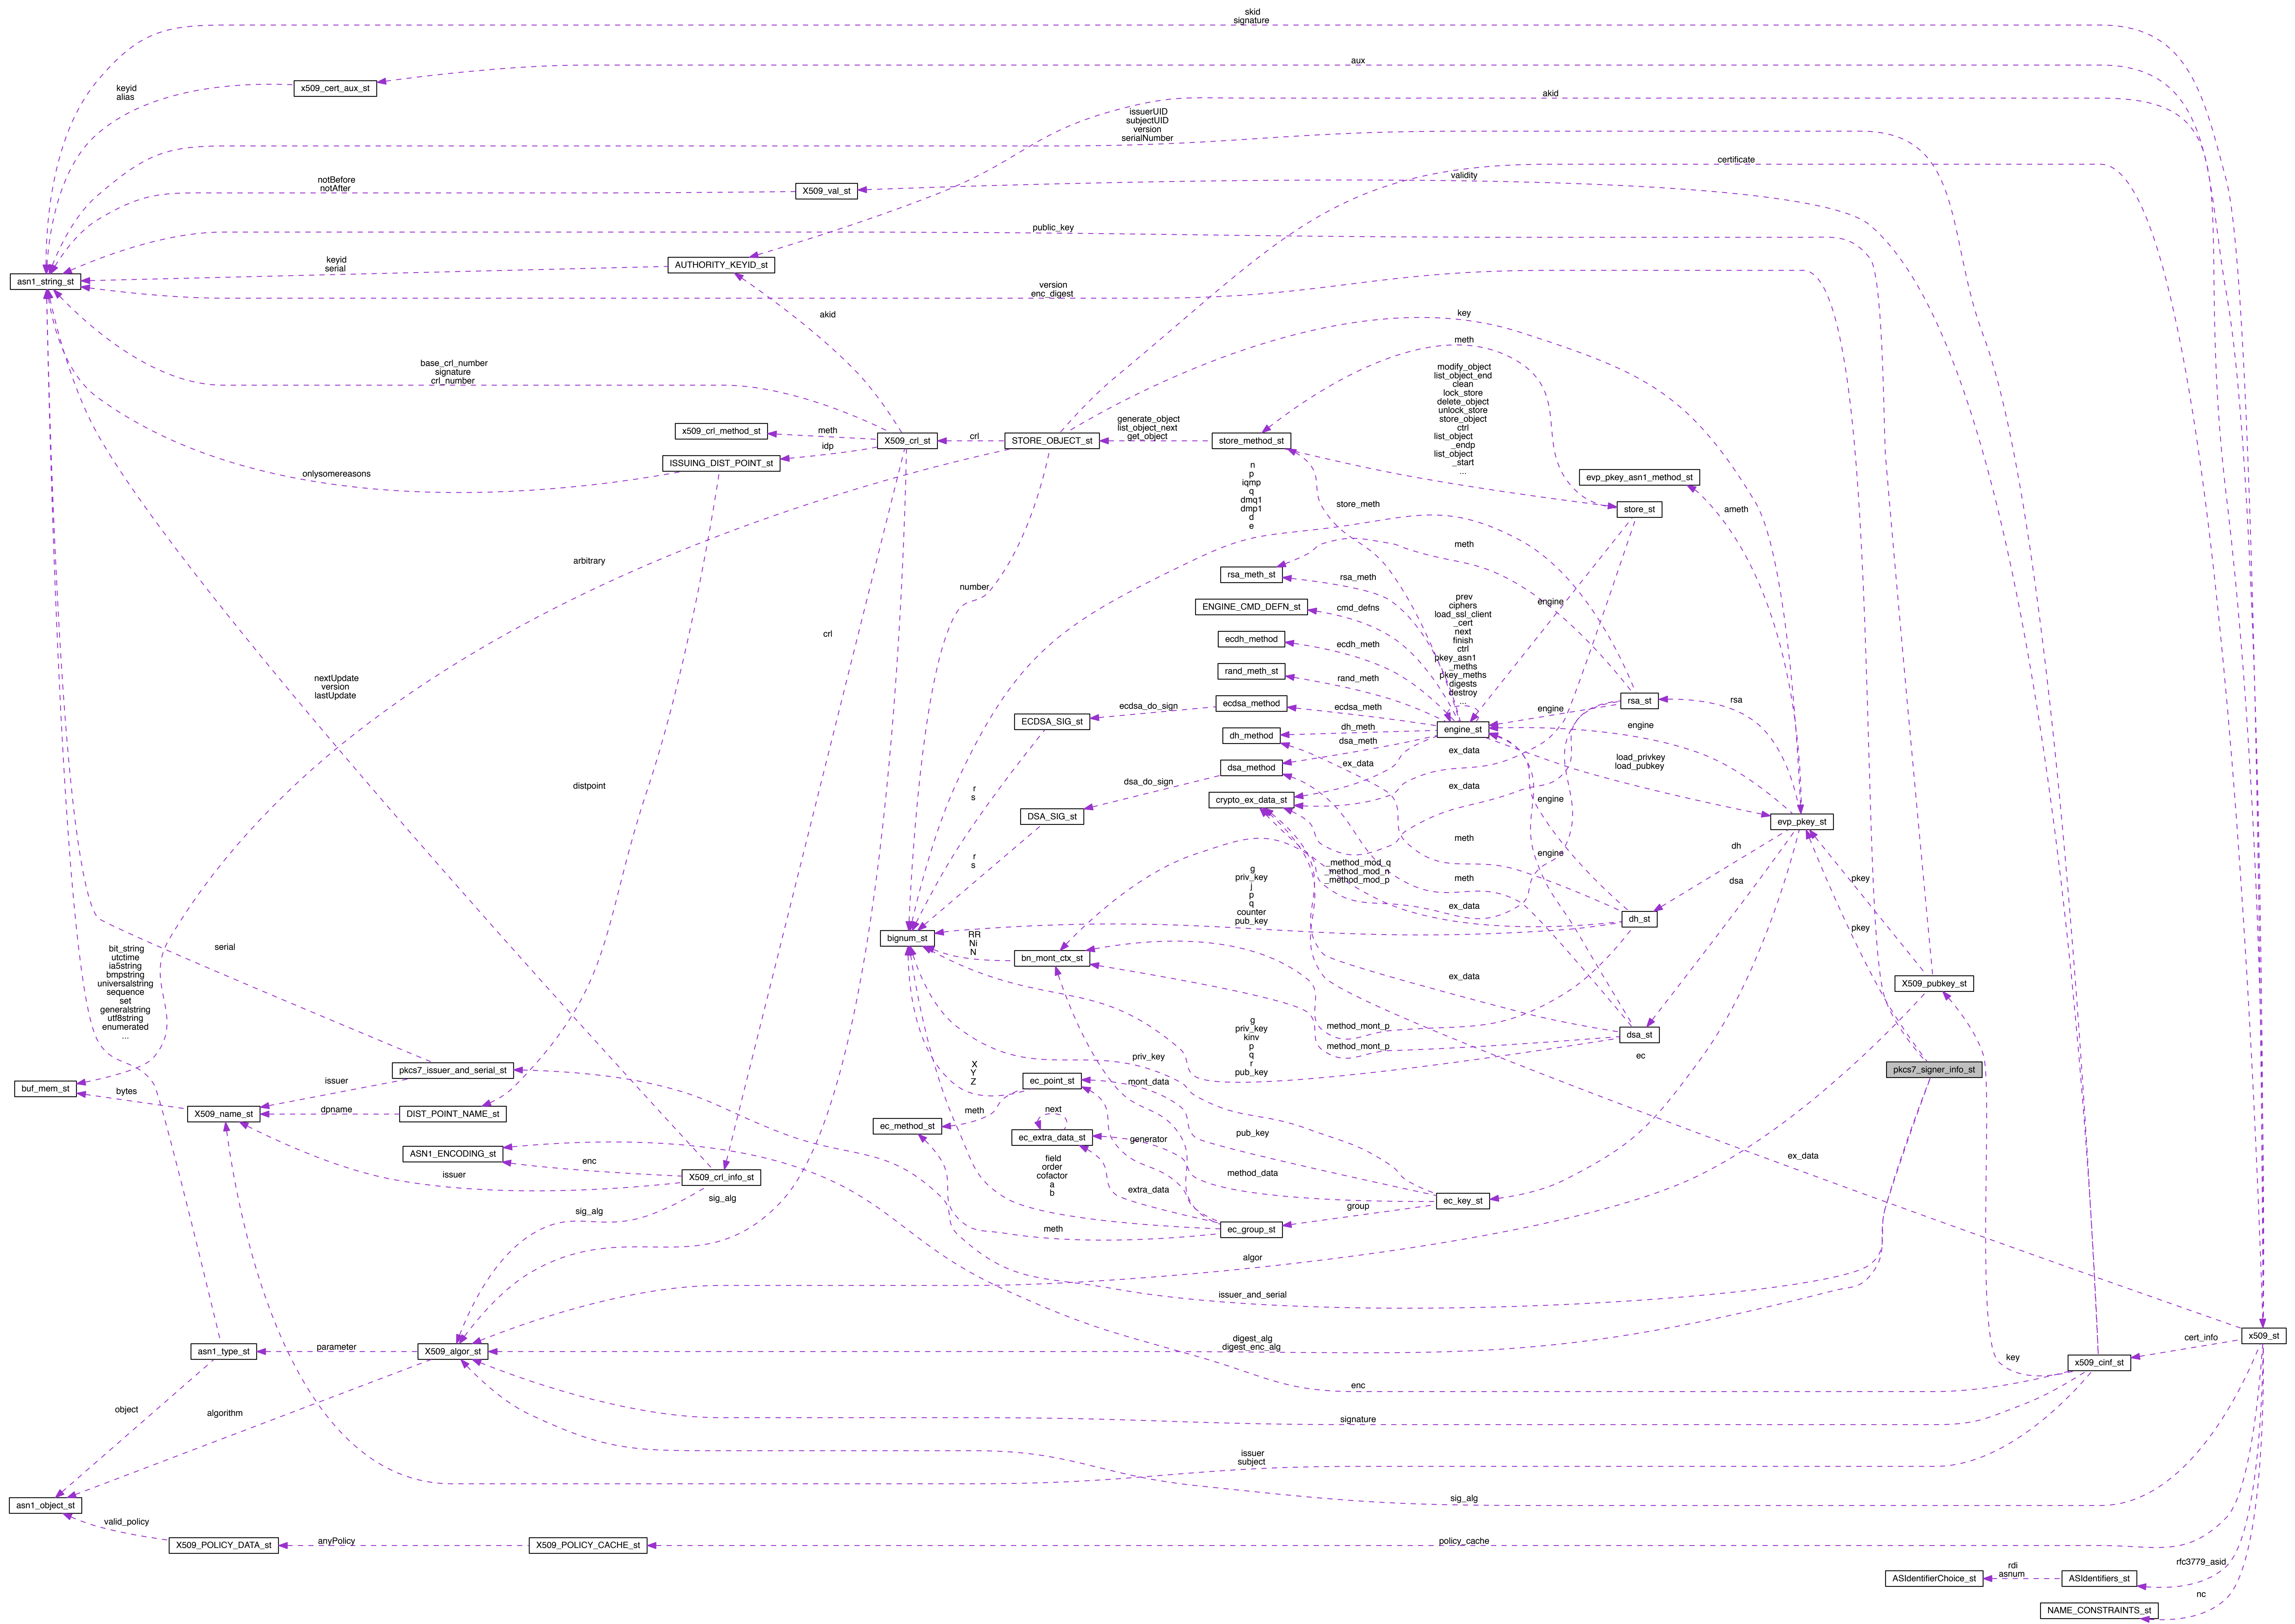 skid
signature
aux
x509_cert_aux_st
keyid
alias
akid
issuerUID
subjectUID
version
serialNumber
certificate
validity
notBefore
notAfter
X509_val_st
public_key
keyid
serial
AUTHORITY_KEYID_st
asn1_string_st
version
enc_digest
akid
key
meth
base_crl_number
signature
crl_number
modify_object
list_object_end
clean
lock_store
delete_object
unlock_store
store_object
ctrl
list_object
_endp
list_object
_start
...
x509_crl_method_st
meth
X509_crl_st
crl
STORE_OBJECT_st
generate_object
list_object_next
get_object
store_method_st
idp
ISSUING_DIST_POINT_st
onlysomereasons
evp_pkey_asn1_method_st
n
p
iqmp
q
dmq1
dmp1
d
e
store_meth
store_st
ameth
meth
arbitrary
rsa_meth_st
rsa_meth
number
ENGINE_CMD_DEFN_st
cmd_defns
engine
prev
ciphers
load_ssl_client
_cert
next
finish
ctrl
pkey_asn1
_meths
pkey_meths
digests
destroy
...
crl
ecdh_method
ecdh_meth
rand_meth_st
rand_meth
nextUpdate
version
lastUpdate
ecdsa_method
ecdsa_meth
ecdsa_do_sign
ECDSA_SIG_st
rsa_st
rsa
engine
engine
engine_st
dh_method
dh_meth
dsa_meth
ex_data
dsa_method
ex_data
load_privkey
load_pubkey
dsa_do_sign
distpoint
r
s
ex_data
crypto_ex_data_st
engine
DSA_SIG_st
evp_pkey_st
meth
dh
r
s
engine
_method_mod_q
_method_mod_n
_method_mod_p
g
priv_key
j
p
q
counter
pub_key
meth
dsa
pkey
ex_data
dh_st
pkey
bignum_st
RR
Ni
N
bn_mont_ctx_st
serial
bit_string
utctime
ia5string
bmpstring
universalstring
sequence
set
generalstring
utf8string
enumerated
...
ex_data
X509_pubkey_st
method_mont_p
g
priv_key
kinv
p
q
r
pub_key
method_mont_p
dsa_st
priv_key
ec
pkcs7_issuer_and_serial_st
X
Y
Z
ec_point_st
mont_data
pkcs7_signer_info_st
buf_mem_st
bytes
issuer
X509_name_st
dpname
DIST_POINT_NAME_st
meth
next
ec_method_st
ec_extra_data_st
generator
pub_key
ASN1_ENCODING_st
enc
field
order
cofactor
a
b
ex_data
issuer
X509_crl_info_st
extra_data
method_data
sig_alg
ec_key_st
group
sig_alg
meth
ec_group_st
algor
issuer_and_serial
asn1_type_st
parameter
X509_algor_st
digest_alg
digest_enc_alg
cert_info
x509_st
key
x509_cinf_st
enc
object
algorithm
signature
issuer
subject
asn1_object_st
sig_alg
valid_policy
X509_POLICY_DATA_st
anyPolicy
X509_POLICY_CACHE_st
policy_cache
rfc3779_asid
ASIdentifierChoice_st
rdi
asnum
ASIdentifiers_st
nc
NAME_CONSTRAINTS_st